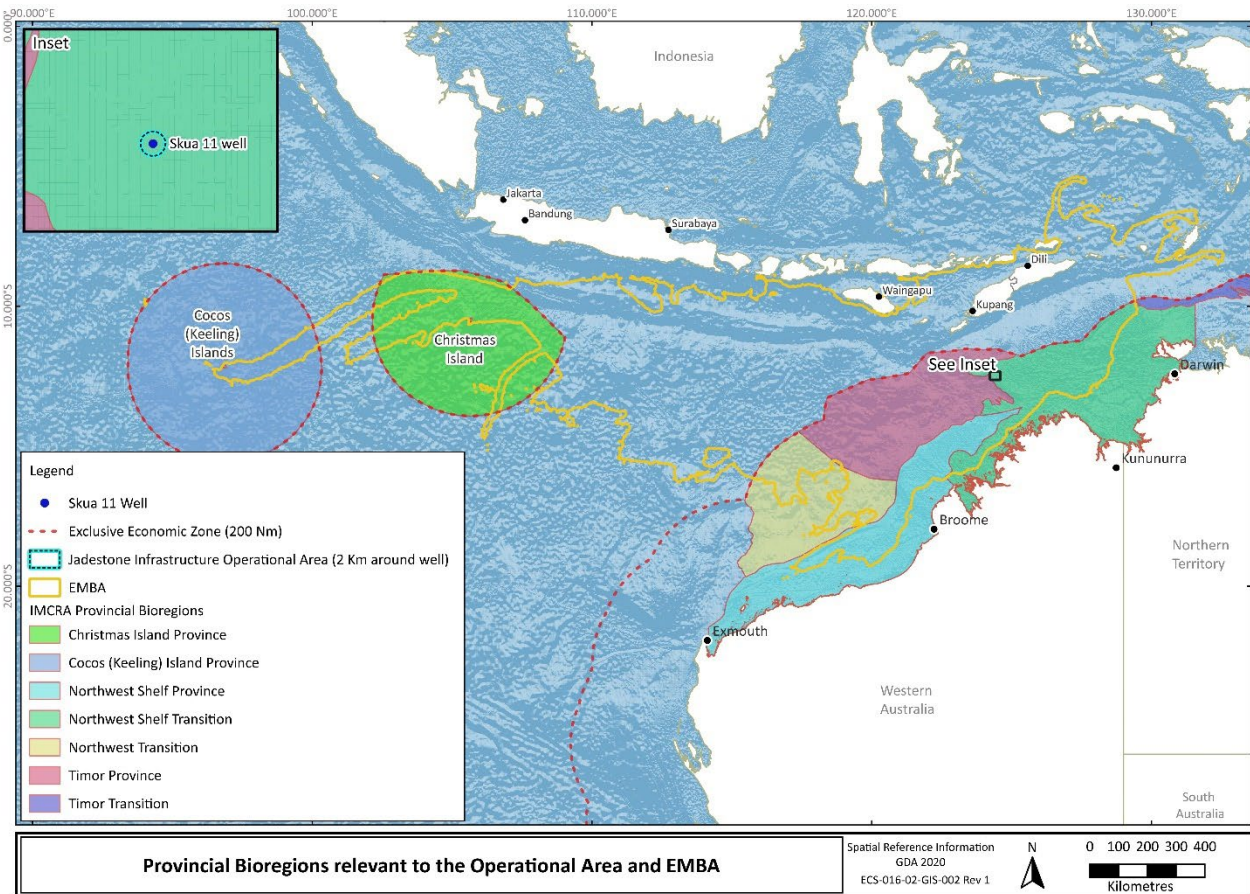 90.000°E
100.000°E
110.000°E
120.000°E
130.000°E
0.000°
10.000°S
20.000°S
Inset
Skua 11 well
Indonesia
Jakarta
Bandung
Surabaya
Dili
Waingapu
Kupang
Cocos
(Keeling)
Islands
Christmas
Island
See Inset
Darwin
Kununurra
Broome
Exmouth
Northern
Territory
Western
Australia
South
Australia
Legend
Skua 11 Well
Exclusive Economic Zone (200 Nm)
Jadestone Infrastructure Operational Area (2 Km around well)
EMBA
IMCRA Provincial Bioregions
Christmas Island Province
Cocos (Keeling) Island Province
Northwest Shelf Province
Northwest Shelf Transition
Northwest Transition
Timor Province
Timor Transition
Provincial Bioregions relevant to the Operational Area and EMBA
Spatial Reference Information
GDA 2020
ECS-016-02-GIS-002 Rev 1
N
0 100 200 300 400
Kilometres